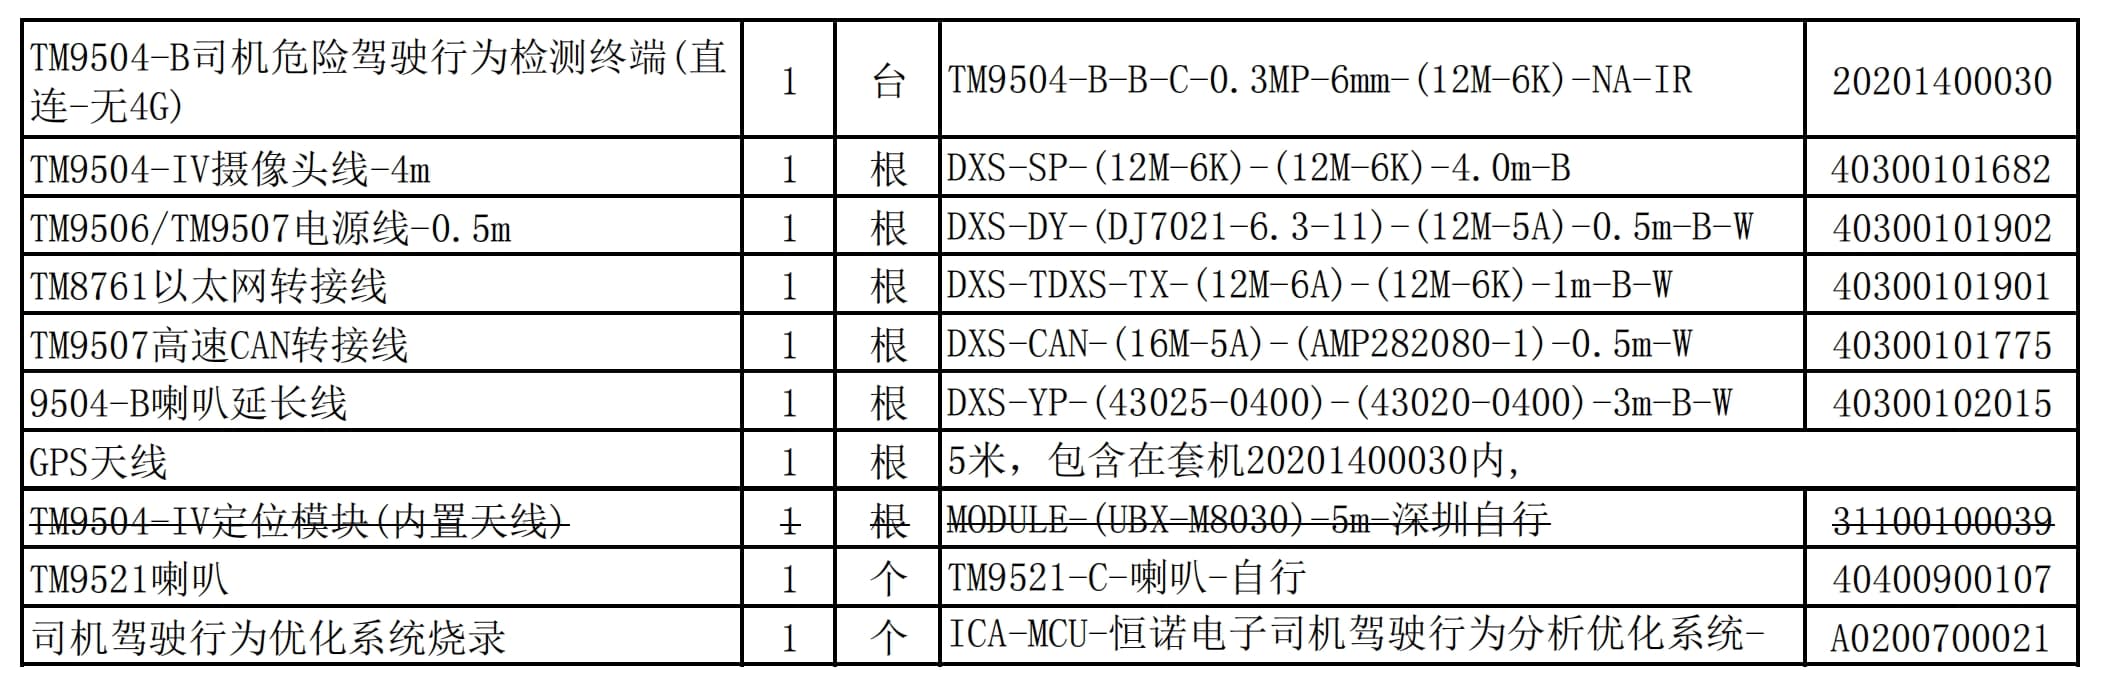 TM9504-B司机危险驾驶行为检测终端(直
连-无4G) 1 台 TM9504-B-B-C-0.3MP-6mm-(12M-6K)-NA-IR 20201400030
TM9504-IV摄像头线-4m 1 根 DXS-SP-(12M-6K)-(12M-6K)-4.0m-B 40300101682
TM9506/TM9507电源线-0.5m 1 根 DXS-DY-(DJ7021-6.3-11)-(12M-5A)-0.5m-B-W 40300101902
TM8761以太网转接线 1 根 DXS-TDXS-TX-(12M-6A)-(12M-6K)-1m-B-W 40300101901
TM9507高速CAN转接线 1 根 DXS-CAN-(16M-5A)-(AMP282080-1)-0.5m-W 40300101775
9504-B喇叭延长线 1 根 DXS-YP-(43025-0400)-(43020-0400)-3m-B-W 40300102015
GPS天线 1 根 5米，包含在套机20201400030内,
TM9504-IV定位模块(内置天线) 1 根 MODULE-(UBX-M8030)-5m-深圳自行 31100100039
TM9521喇叭 1 个 TM9521-C-喇叭-自行 40400900107
司机驾驶行为优化系统烧录 1 个 ICA-MCU-恒诺电子司机驾驶行为分析优化系统- A0200700021